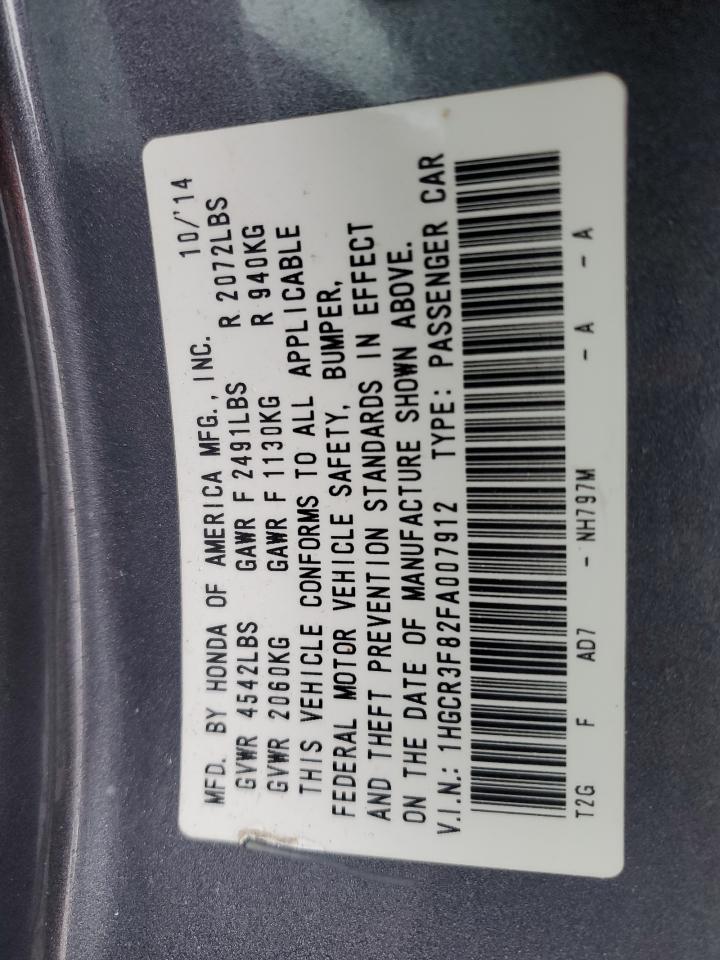 MFD. BY HONDA OF AMERICA MFG., INC. 10/'14
GVWR 4542LBS GAWR F 2491LBS R 2072LBS
GVWR 2060KG GAWR F 1130KG R 940KG
THIS VEHICLE CONFORMS TO ALL APPLICABLE
FEDERAL MOTOR VEHICLE SAFETY, BUMPER,
AND THEFT PREVENTION STANDARDS IN EFFECT
ON THE DATE OF MANUFACTURE SHOWN ABOVE.
V.I.N.: 1HGCR3F82FA007912 TYPE: PASSENGER CAR
T2G F AD7 - NH797M - A - A